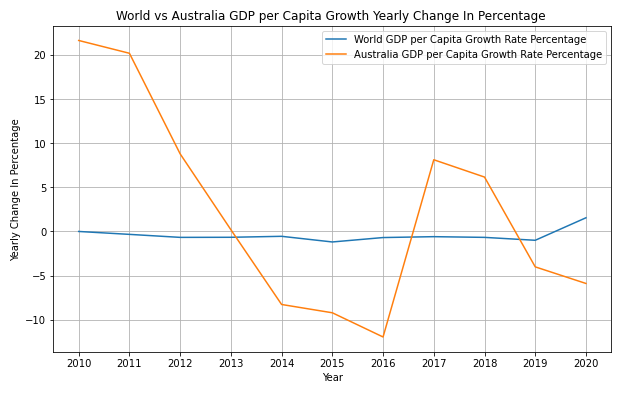 World vs Australia GDP per Capita Growth Yearly Change In Percentage
World GDP per Capita Growth Rate Percentage
Australia GDP per Capita Growth Rate Percentage
Yearly Change In Percentage
20
15
10
5
0
−5
−10
2010 2011 2012 2013 2014 2015 2016 2017 2018 2019 2020
Year